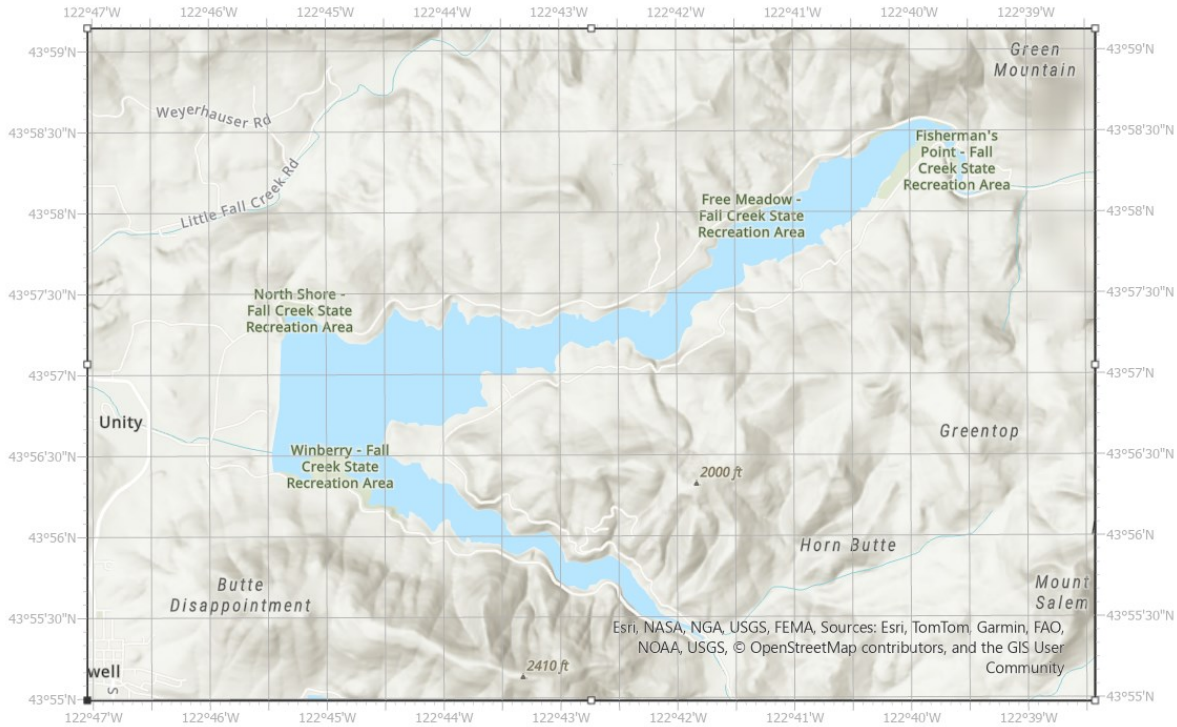 122°47'W 122°46'W 122°45'W 122°44'W 122°43'W 122°42'W 122°41'W 122°40'W 122°39'W
43°59'N
43°59'N
Green
Mountain
Weyerhauser Rd
43°58'30"N
43°58'30"N
Fisherman's
Point - Fall
Creek State
Recreation Area
Little Fall Creek Rd
Free Meadow -
Fall Creek State
Recreation Area
43°58'N
43°58'N
43°57'30"N
43°57'30"N
North Shore -
Fall Creek State
Recreation Area
43°57'N
43°57'N
Unity
Greentop
43°56'30"N
43°56'30"N
Winberry - Fall
Creek State
Recreation Area
2000 ft
43°56'N
43°56'N
Horn Butte
Butte
Disappointment
Mount
Salem
43°55'30"N
43°55'30"N
Esri, NASA, NGA, USGS, FEMA, Sources: Esri, TomTom, Garmin, FAO,
NOAA, USGS, © OpenStreetMap contributors, and the GIS User
Community
well
S
2410 ft
43°55'N
43°55'N
122°47'W 122°46'W 122°45'W 122°44'W 122°43'W 122°42'W 122°41'W 122°40'W 122°39'W